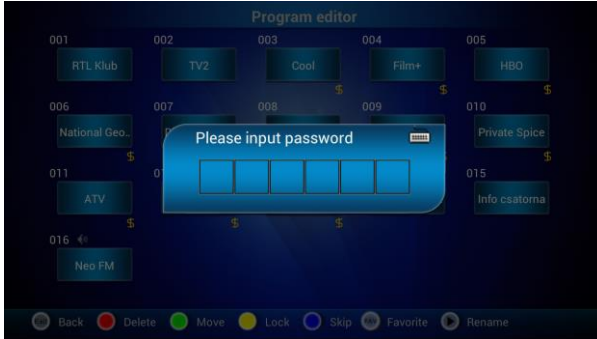 Program editor
001 002 003 004 005
RTL Klub TV2 Cool Film+ HBO
$ $ $
006 007 008 009 010
National Geo.. Private Spice
Please input password
$ $
011 015
ATV Info csatorna
$ $ $
016
Neo FM
Back Delete Move Lock Skip Favorite Rename